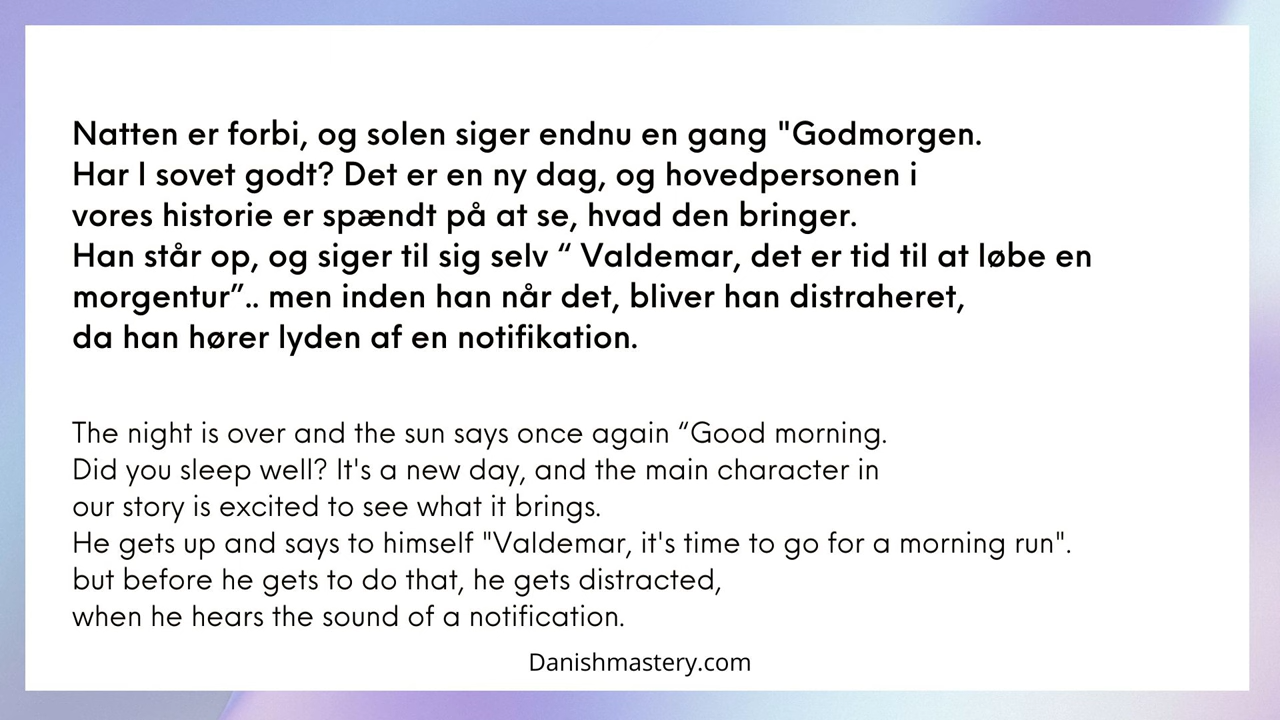 Natten er forbi, og solen siger endnu en gang "Godmorgen.
Har I sovet godt? Det er en ny dag, og hovedpersonen i
vores historie er spændt på at se, hvad den bringer.
Han står op, og siger til sig selv “ Valdemar, det er tid til at løbe en
morgentur”.. men inden han når det, bliver han distraheret,
da han hører lyden af en notifikation.
The night is over and the sun says once again “Good morning.
Did you sleep well? It's a new day, and the main character in
our story is excited to see what it brings.
He gets up and says to himself "Valdemar, it's time to go for a morning run".
but before he gets to do that, he gets distracted,
when he hears the sound of a notification.
Danishmastery.com